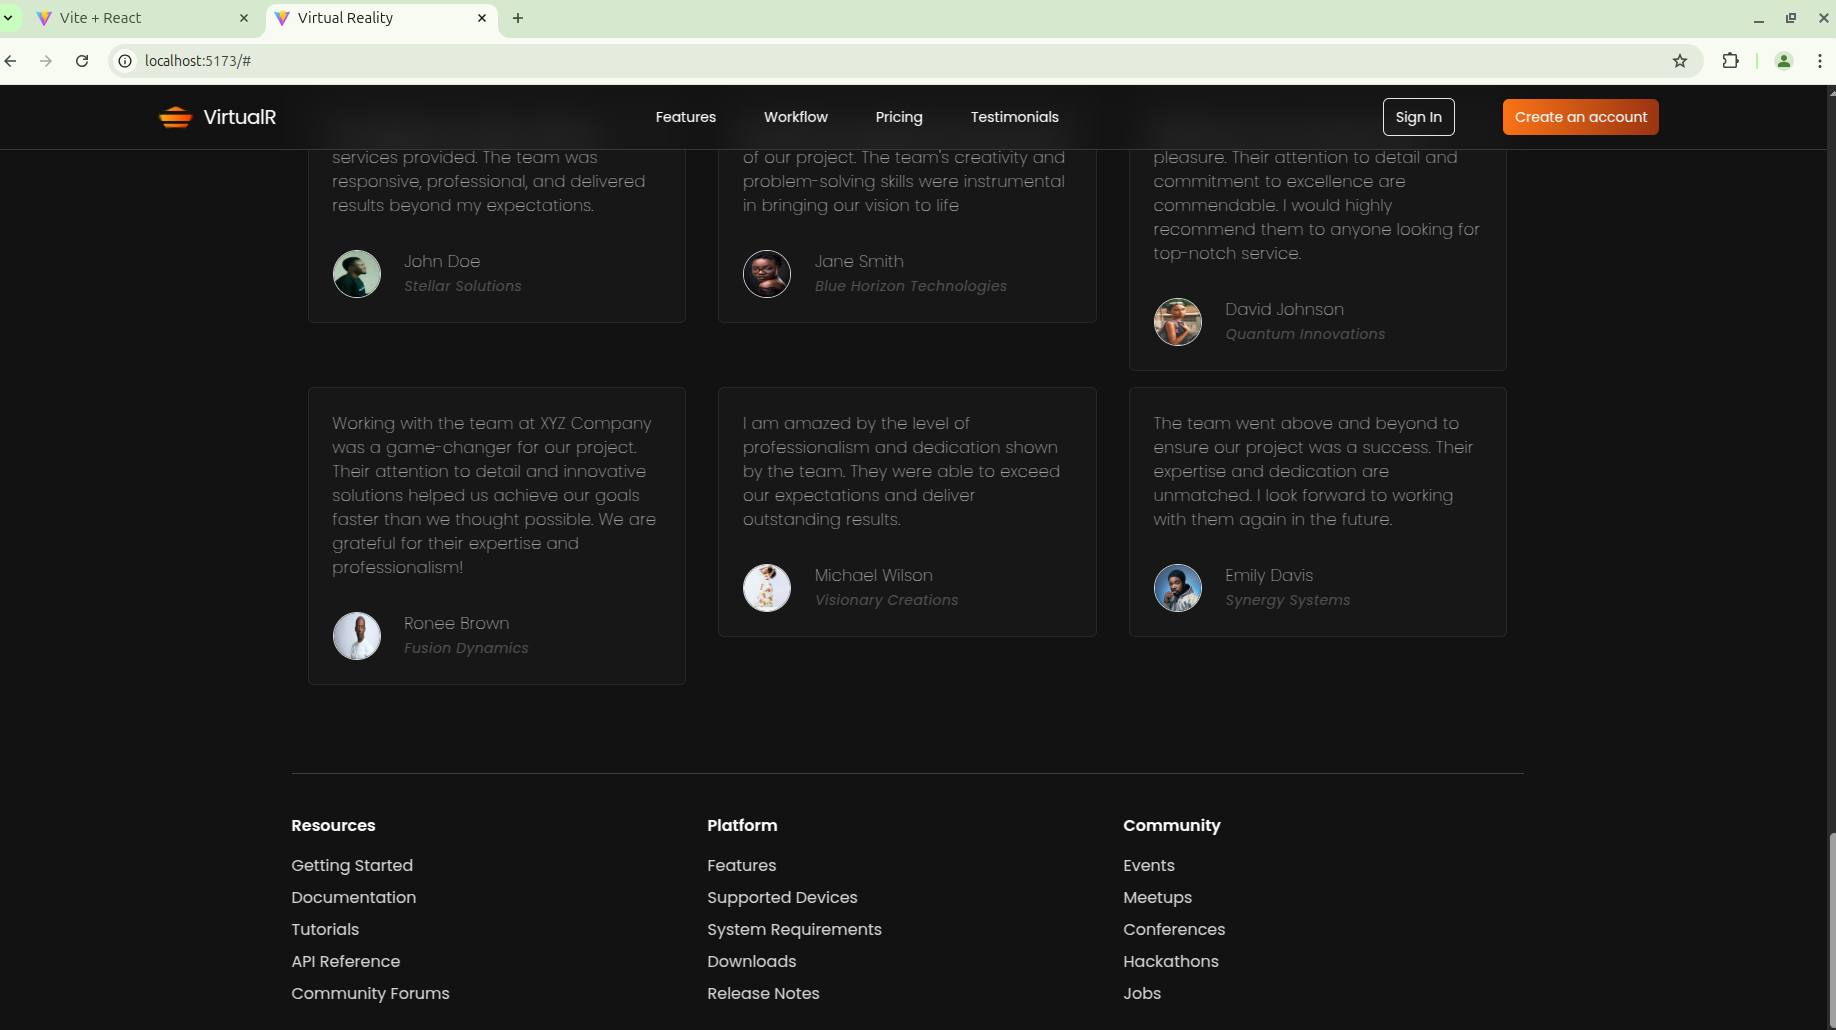 Vite + React
Virtual Reality
localhost:5173/#
VirtualR
Features
Workflow
Pricing
Testimonials
Sign In
Create an account
services provided. The team was
responsive, professional, and delivered
results beyond my expectations.
John Doe
Stellar Solutions
of our project. The team's creativity and
problem-solving skills were instrumental
in bringing our vision to life
Jane Smith
Blue Horizon Technologies
pleasure. Their attention to detail and
commitment to excellence are
commendable. I would highly
recommend them to anyone looking for
top-notch service.
David Johnson
Quantum Innovations
Working with the team at XYZ Company
was a game-changer for our project.
Their attention to detail and innovative
solutions helped us achieve our goals
faster than we thought possible. We are
grateful for their expertise and
professionalism!
Ronee Brown
Fusion Dynamics
I am amazed by the level of
professionalism and dedication shown
by the team. They were able to exceed
our expectations and deliver
outstanding results.
Michael Wilson
Visionary Creations
The team went above and beyond to
ensure our project was a success. Their
expertise and dedication are
unmatched. I look forward to working
with them again in the future.
Emily Davis
Synergy Systems
Resources
Getting Started
Documentation
Tutorials
API Reference
Community Forums
Platform
Features
Supported Devices
System Requirements
Downloads
Release Notes
Community
Events
Meetups
Conferences
Hackathons
Jobs